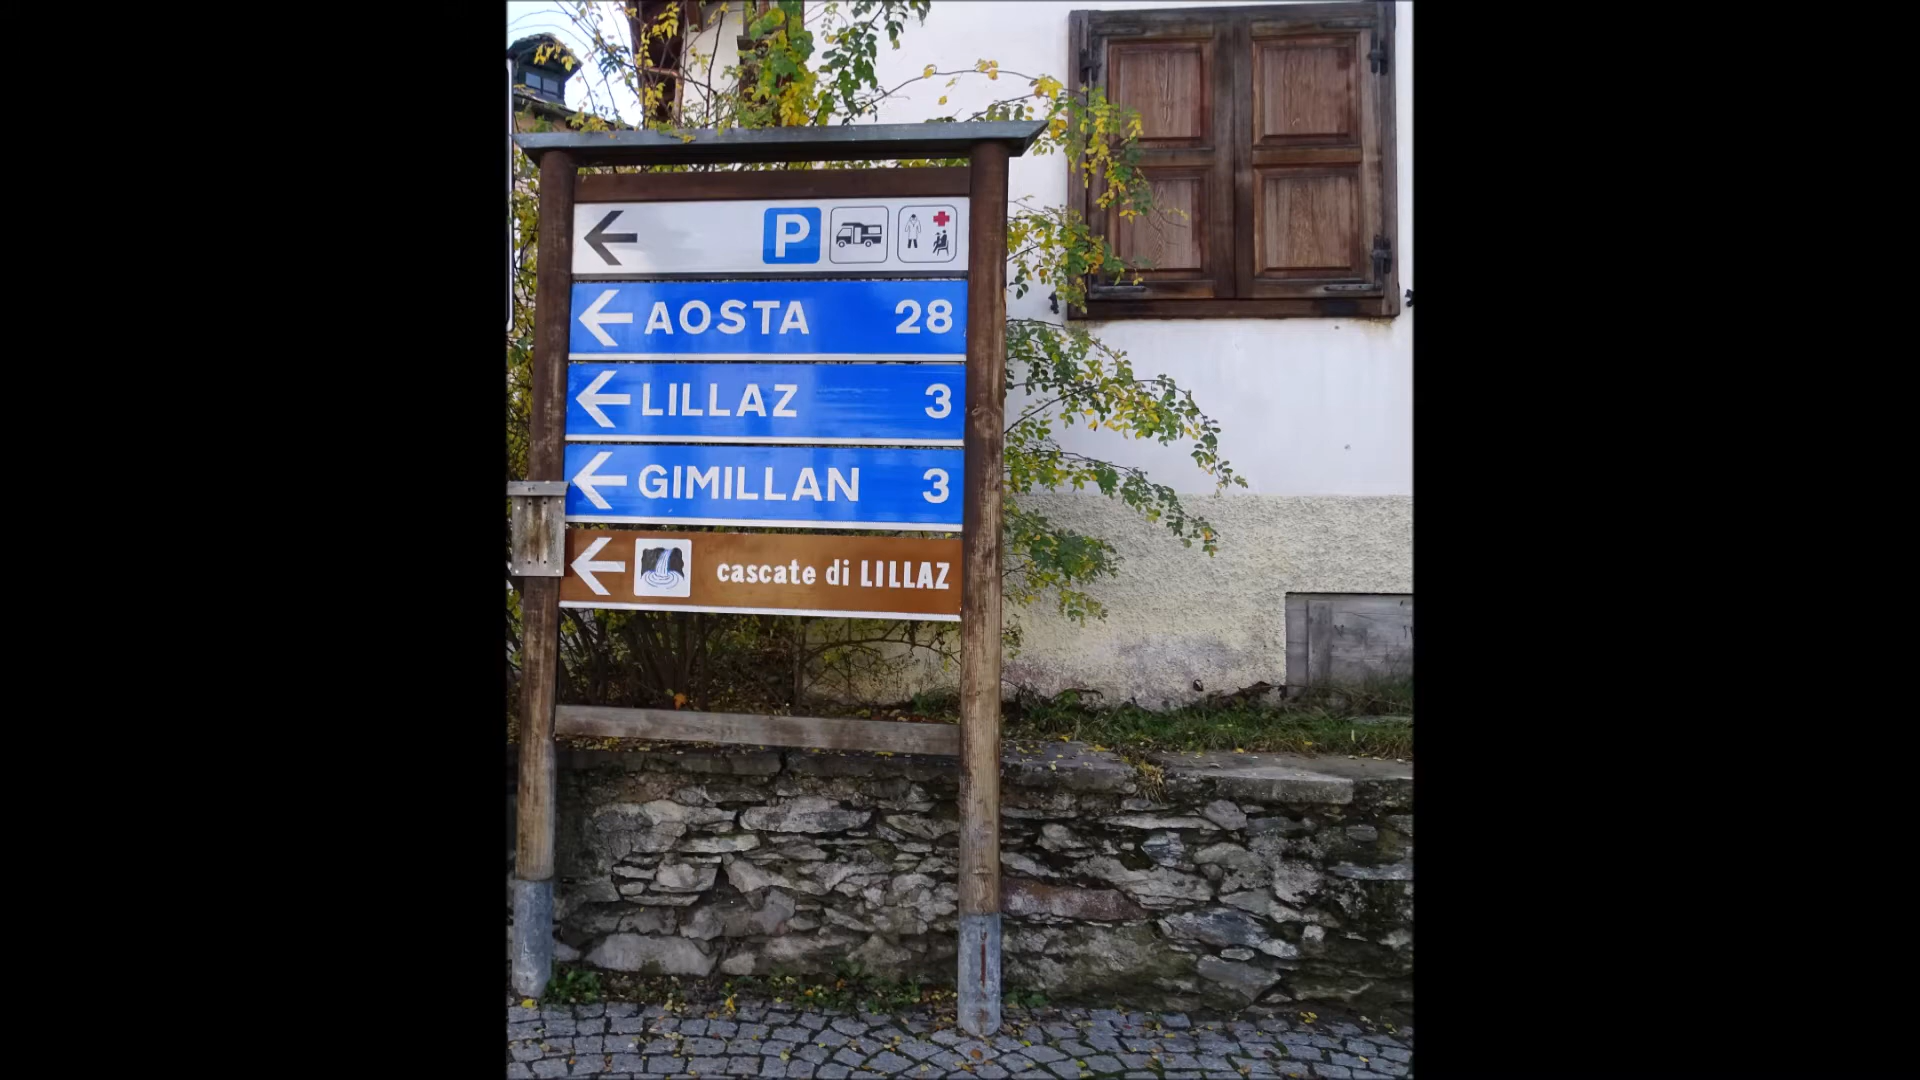 P
AOSTA 28
LILLAZ 3
GIMILLAN 3
cascate di LILLAZ